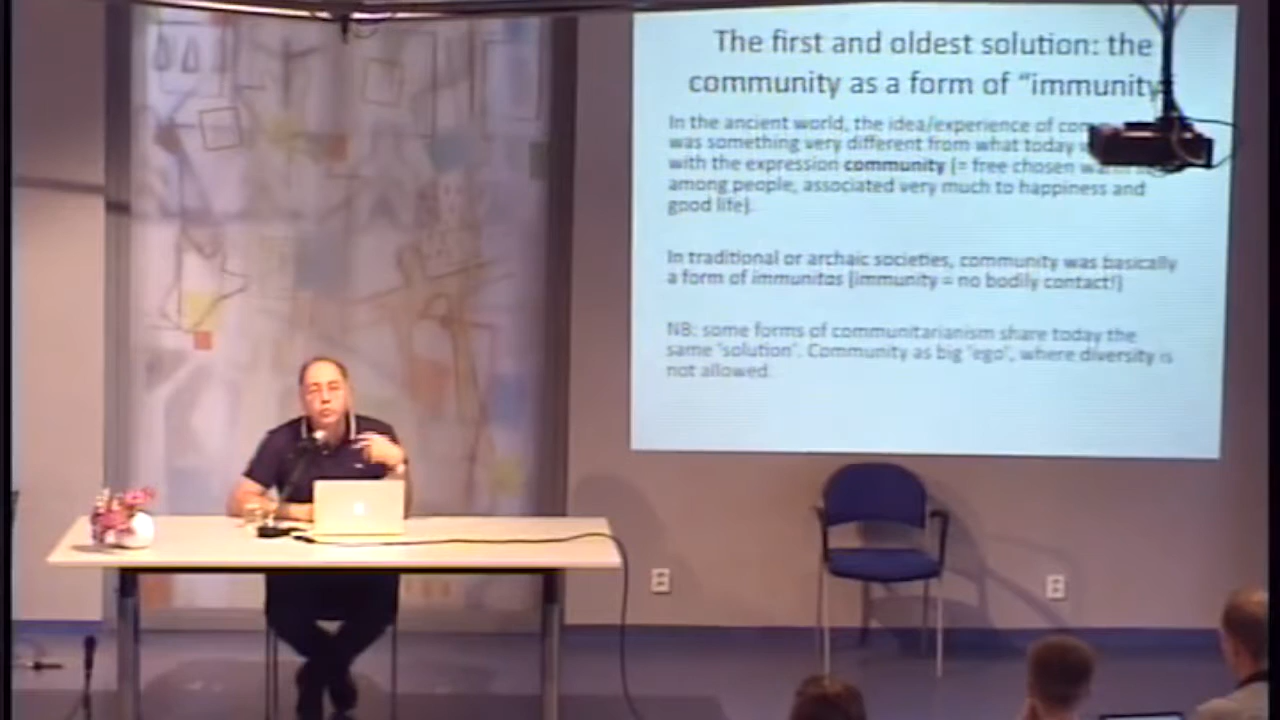 The first and oldest solution: the
community as a form of “immunity
In the ancient world, the idea/experience of
was something very different from what today
with the expression community (= free chosen
among people, associated very much to happiness and
good life).
In traditional or archaic societies, community was basically
a form of immunitas (immunity = no bodily contact!)
NB: some forms of communitarianism share today the
same 'solution'. Community as big 'ego', where diversity is
not allowed.